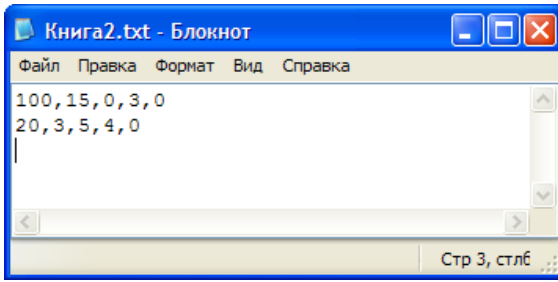 Книга2.txt - Блокнот
Файл Правка Формат Вид Справка
100,15,0,3,0
20,3,5,4,0
Стр 3, стлб